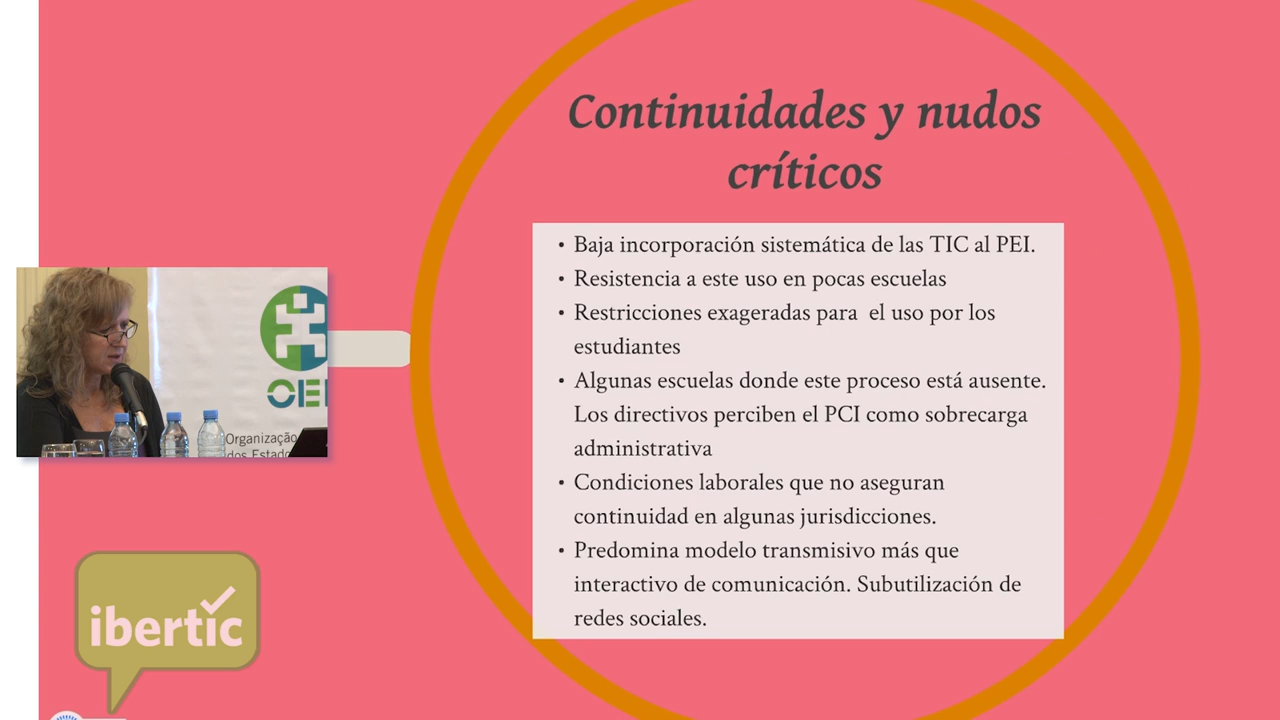 Continuidades y nudos
críticos
• Baja incorporación sistemática de las TIC al PEI.
• Resistencia a este uso en pocas escuelas
• Restricciones exageradas para  el uso por los
estudiantes
• Algunas escuelas donde este proceso está ausente.
Los directivos perciben el PCI como sobrecarga
administrativa
• Condiciones laborales que no aseguran
continuidad en algunas jurisdicciones.
• Predomina modelo transmisivo más que
interactivo de comunicación. Subutilización de
redes sociales.
OEI
Organização
dos Estado
ibertic